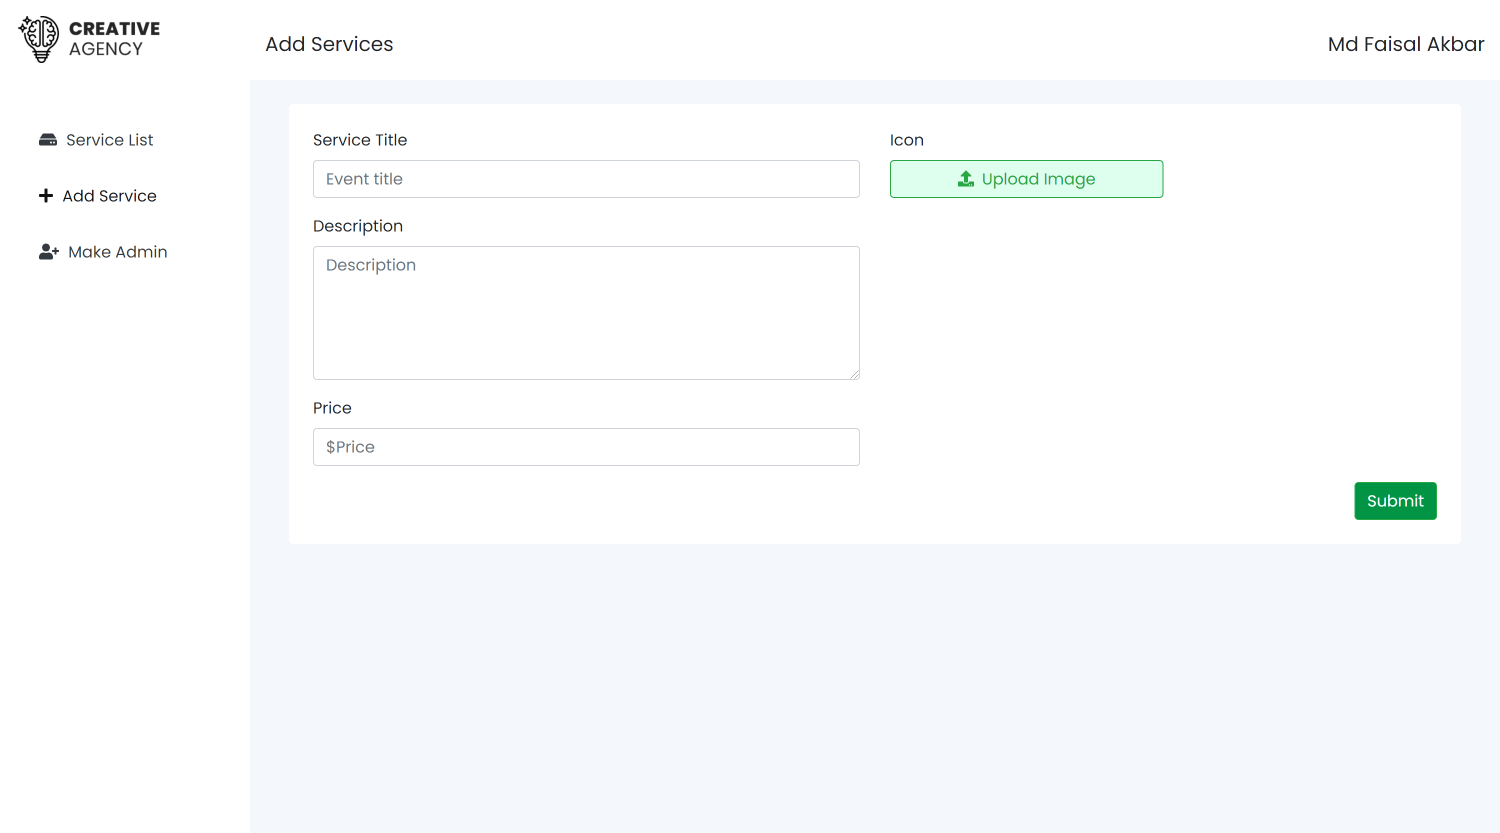 CREATIVE
AGENCY
Add Services
Md Faisal Akbar
Service List
Add Service
Make Admin
Service Title
Event title
Icon
Upload Image
Description
Description
Price
$Price
Submit